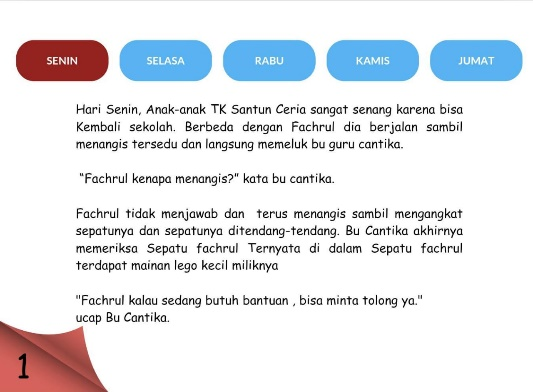 SENIN SELASA RABU KAMIS JUMAT
Hari Senin, Anak-anak TK Santun Ceria sangat senang karena bisa
Kembali sekolah. Berbeda dengan Fachrul dia berjalan sambil
menangis tersedu dan langsung memeluk bu guru cantika.
“Fachrul kenapa menangis?” kata bu cantika.
Fachrul tidak menjawab dan terus menangis sambil mengangkat
sepatunya dan sepatunya ditendang-tendang. Bu Cantika akhirnya
memeriksa Sepatu fachrul Ternyata di dalam Sepatu fachrul
terdapat mainan lego kecil miliknya
"Fachrul kalau sedang butuh bantuan , bisa minta tolong ya."
ucap Bu Cantika.
1